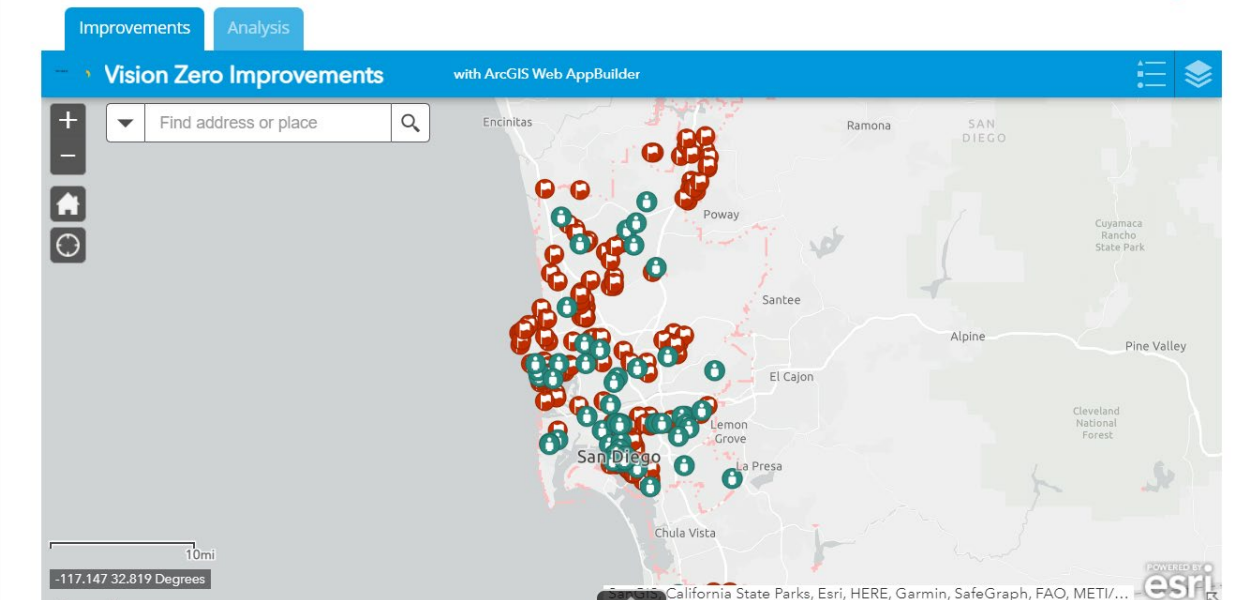 Improvements
Analysis
Vision Zero Improvements
with ArcGIS Web AppBuilder
+
Find address or place
−
Encinitas
Ramona
SAN
DIEGO
Poway
Cuyamaca
Rancho
State Park
Santee
Alpine
Pine Valley
El Cajon
Cleveland
National
Forest
Lemon
Grove
San Diego
La Presa
Chula Vista
10mi
-117.147 32.819 Degrees
SanGIS, California State Parks, Esri, HERE, Garmin, SafeGraph, FAO, METI/...
POWERED BY
esri